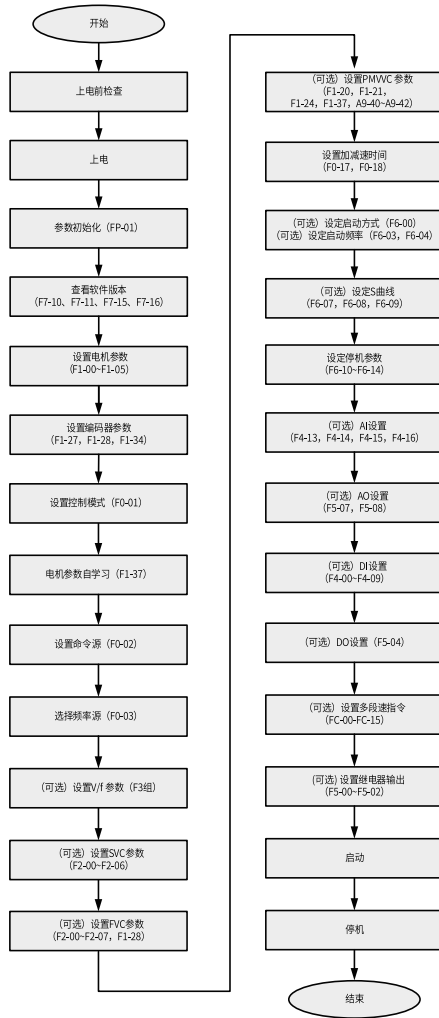 开始
上电前检查
上电
参数初始化（FP-01）
查看软件版本
（F7-10、F7-11、F7-15、F7-16）
设置电机参数
（F1-00~F1-05）
设置编码器参数
（F1-27，F1-28，F1-34）
设置控制模式（F0-01）
电机参数自学习（F1-37）
设置命令源（F0-02）
选择频率源（F0-03）
（可选）设置V/f 参数（F3组）
（可选）设置SVC参数
（F2-00~F2-06）
（可选）设置FVC参数
（F2-00~F2-07，F1-28）
（可选）设置PMVVC 参数
（F1-20，F1-21，
F1-24，F1-37，A9-40~A9-42）
设置加减速时间
（F0-17，F0-18）
（可选）设定启动方式（F6-00）
（可选）设定启动频率（F6-03，F6-04）
（可选）设定S曲线
（F6-07，F6-08，F6-09）
设定停机参数
（F6-10~F6-14）
（可选）AI设置
（F4-13，F4-14，F4-15，F4-16）
（可选）AO设置
（F5-07，F5-08）
（可选）DI设置
（F4-00~F4-09）
（可选）DO设置（F5-04）
（可选）设置多段速指令
（FC-00~FC-15）
（可选）设置继电器输出
（F5-00~F5-02）
启动
停机
结束